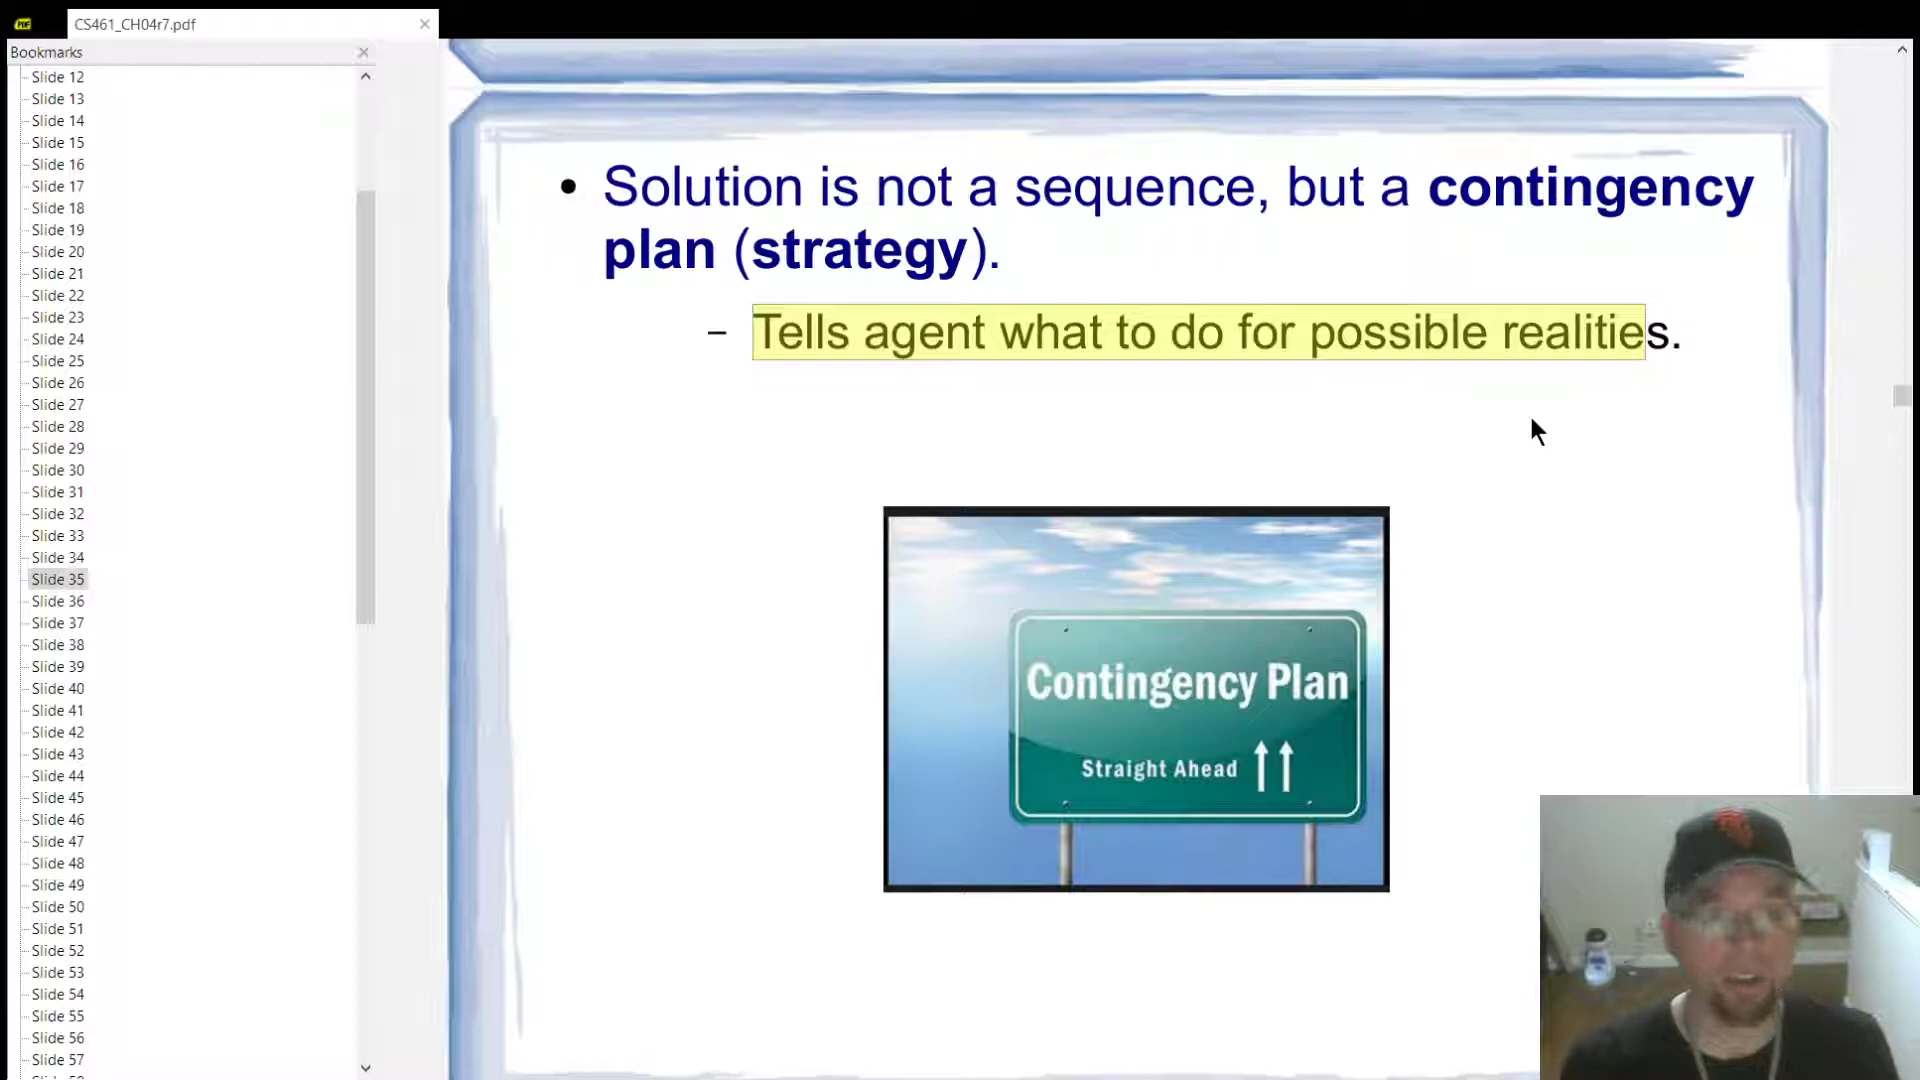 CS461_CH04r7.pdf
Bookmarks
Slide 12
Slide 13
Slide 14
Slide 15
Slide 16
Slide 17
Slide 18
Slide 19
Slide 20
Slide 21
Slide 22
Slide 23
Slide 24
Slide 25
Slide 26
Slide 27
Slide 28
Slide 29
Slide 30
Slide 31
Slide 32
Slide 33
Slide 34
Slide 35
Slide 36
Slide 37
Slide 38
Slide 39
Slide 40
Slide 41
Slide 42
Slide 43
Slide 44
Slide 45
Slide 46
Slide 47
Slide 48
Slide 49
Slide 50
Slide 51
Slide 52
Slide 53
Slide 54
Slide 55
Slide 56
Slide 57
• Solution is not a sequence, but a contingency
plan (strategy).
– Tells agent what to do for possible realities.
Contingency Plan
Straight Ahead